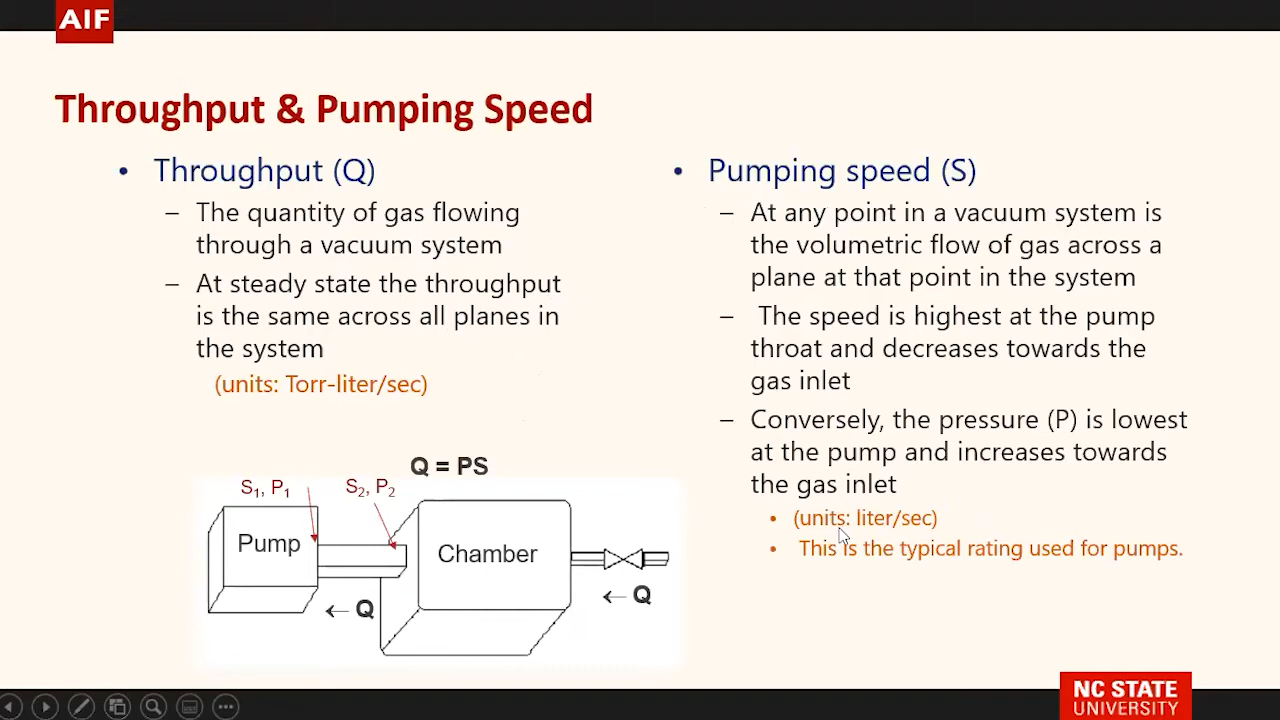 AIF
Throughput & Pumping Speed
• Throughput (Q)
– The quantity of gas flowing
through a vacuum system
– At steady state the throughput
is the same across all planes in
the system
(units: Torr-liter/sec)
Q = PS
S₁, P₁
S₂, P₂
Pump
Chamber
← Q
← Q
• Pumping speed (S)
– At any point in a vacuum system is
the volumetric flow of gas across a
plane at that point in the system
– The speed is highest at the pump
throat and decreases towards the
gas inlet
– Conversely, the pressure (P) is lowest
at the pump and increases towards
the gas inlet
• (units: liter/sec)
• This is the typical rating used for pumps.
NC STATE
UNIVERSITY